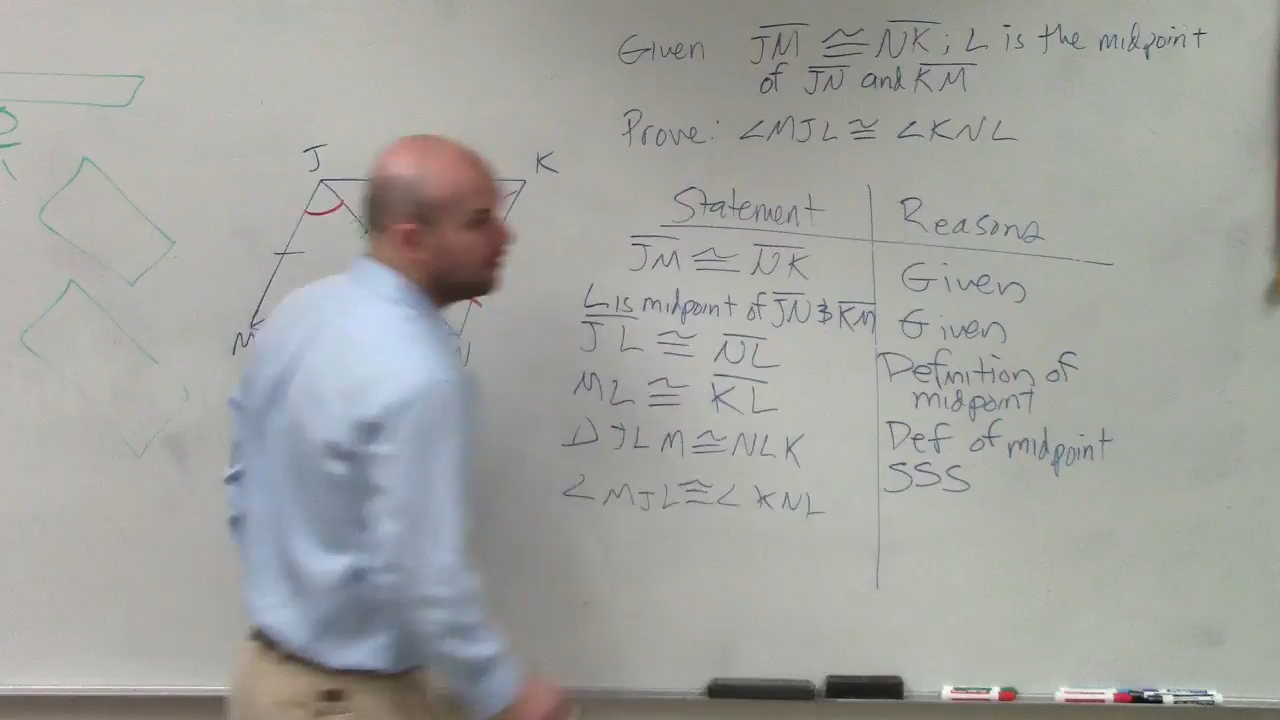 Given JM ≅ NK; L is the midpoint
of JN and KM
Prove: ∠MJL ≅ ∠KNL
J
K
M
N
Statement Reasons
JM ≅ NK Given
L is midpoint of JN & KM Given
JL ≅ NL Definition of
midpoint
ML ≅ KL Def of midpoint
△JLM ≅ NLK SSS
∠MJL ≅ ∠KNL